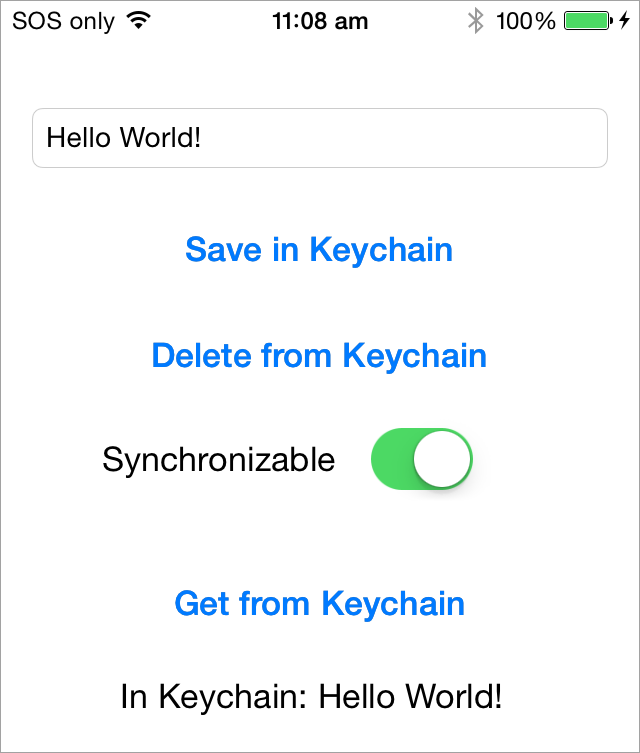 SOS only 11:08 am 100%
Hello World!
Save in Keychain
Delete from Keychain
Synchronizable
Get from Keychain
In Keychain: Hello World!